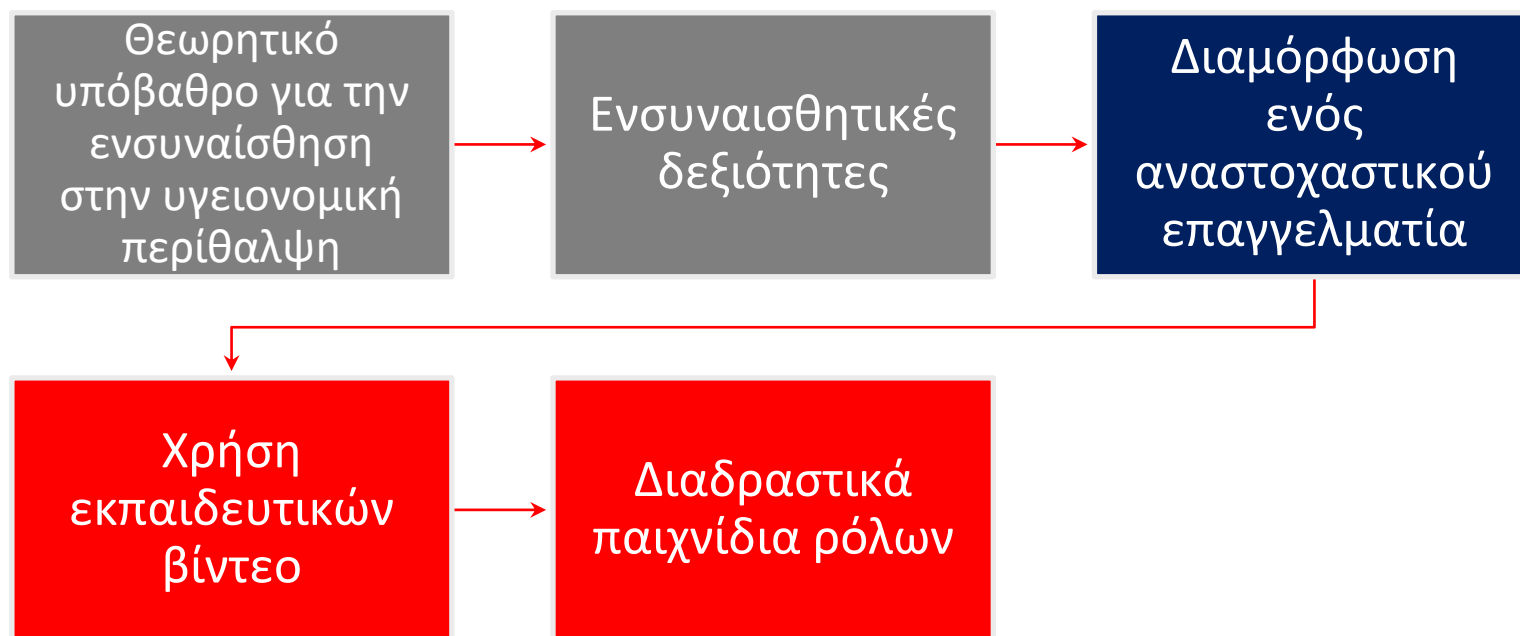 Θεωρητικό
υπόβαθρο για την
ενσυναίσθηση
στην υγειονομική
περίθαλψη
Ενσυναισθητικές
δεξιότητες
Διαμόρφωση
ενός
αναστοχαστικού
επαγγελματία
Χρήση
εκπαιδευτικών
βίντεο
Διαδραστικά
παιχνίδια ρόλων